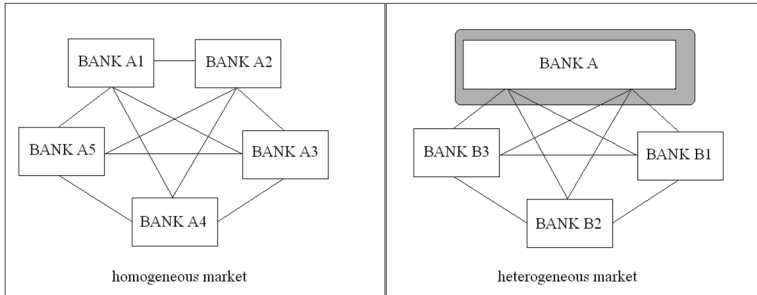 BANK A1
BANK A2
BANK A5
BANK A3
BANK A4
homogeneous market
BANK A
BANK B3
BANK B1
BANK B2
heterogeneous market